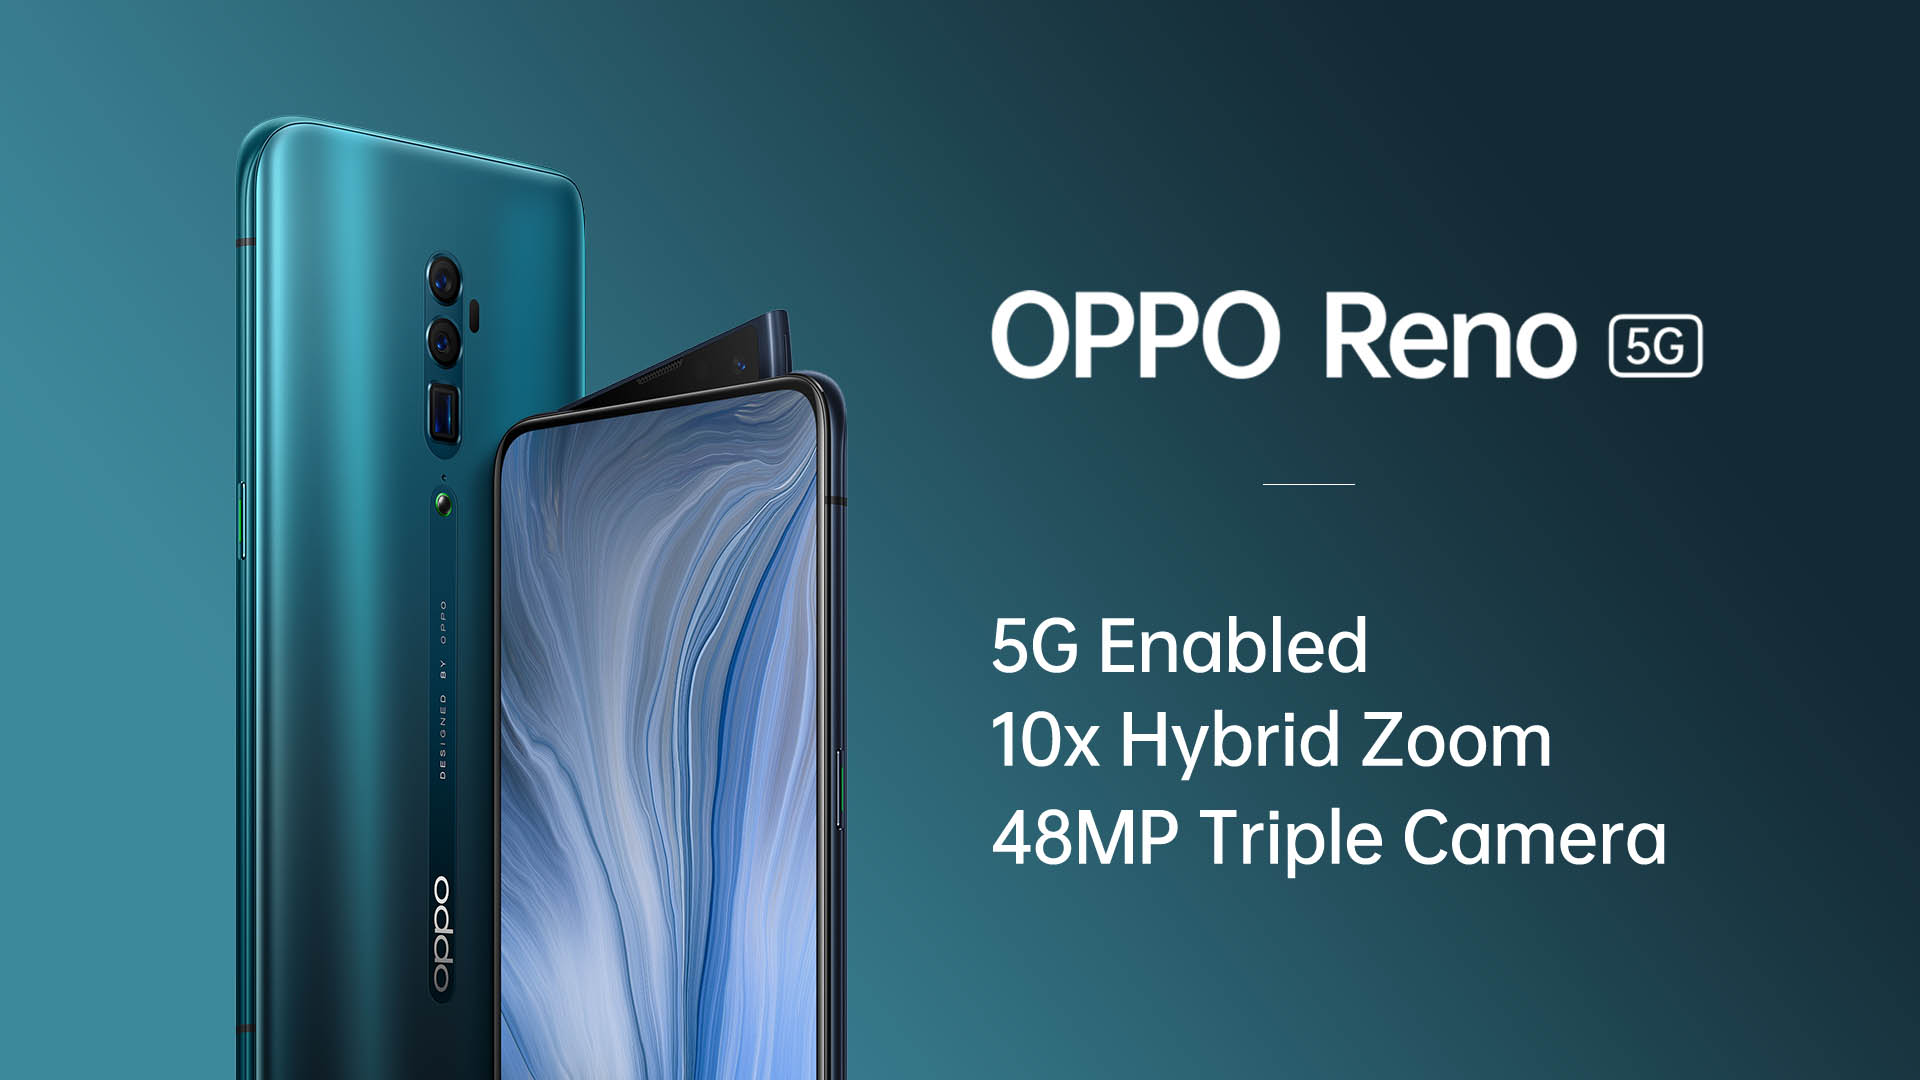 OPPO Reno 5G
5G Enabled
10x Hybrid Zoom
48MP Triple Camera
DESIGNED BY OPPO
oppo